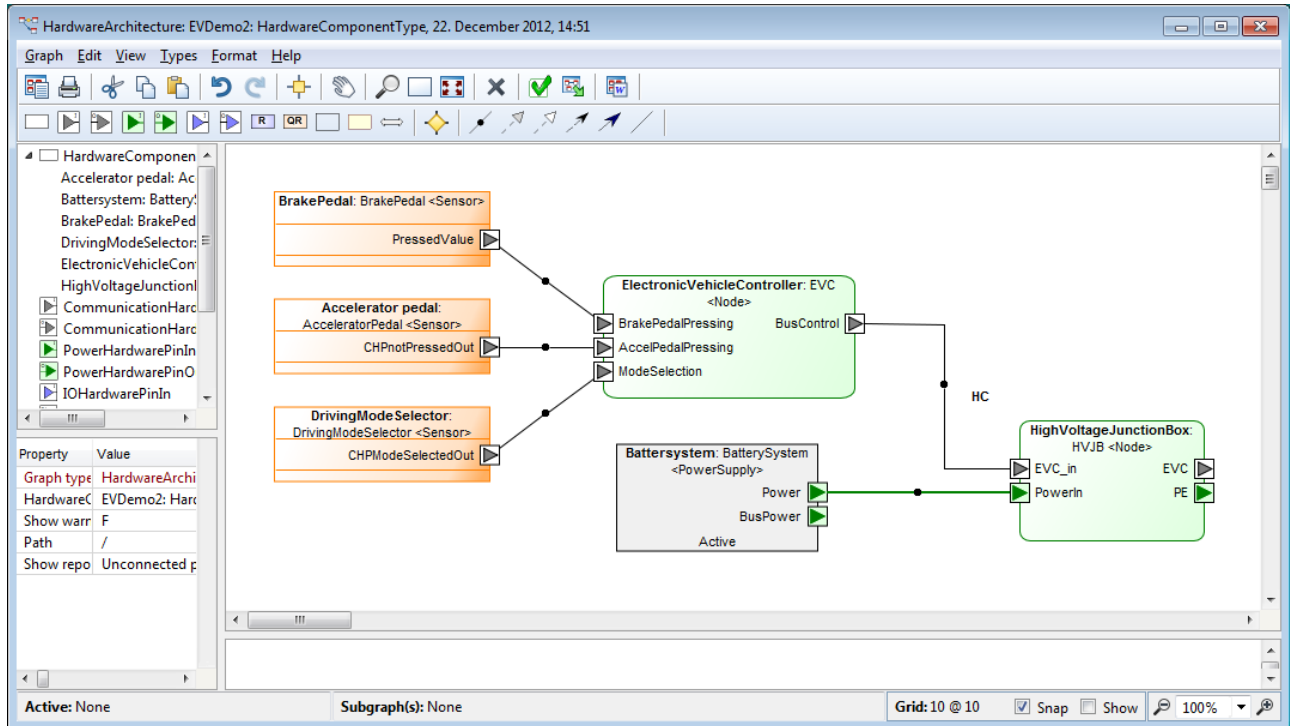 HardwareArchitecture: EVDemo2: HardwareComponentType, 22. December 2012, 14:51
Graph Edit View Types Format Help
R QR
HardwareComponen
Accelerator pedal: Ac
Battersystem: Battery
BrakePedal: BrakePed
DrivingModeSelector:
ElectronicVehicleCon
HighVoltageJunction
CommunicationHarc
CommunicationHarc
PowerHardwarePinIn
PowerHardwarePinO
IOHardwarePinIn
Property Value
Graph type HardwareArchi
HardwareC EVDemo2: Hard
Show warr F
Path /
Show repo Unconnected p
BrakePedal: BrakePedal <Sensor>
PressedValue
Accelerator pedal:
AcceleratorPedal <Sensor>
CHPnotPressedOut
DrivingModeSelector:
DrivingModeSelector <Sensor>
CHPModeSelectedOut
ElectronicVehicleController: EVC
<Node>
BrakePedalPressing BusControl
AccelPedalPressing
ModeSelection
Battersystem: BatterySystem
<PowerSupply>
Power
BusPower
Active
HC
HighVoltageJunctionBox:
HVJB <Node>
EVC_in EVC
PowerIn PE
Active: None Subgraph(s): None Grid: 10 @ 10 Snap Show 100%